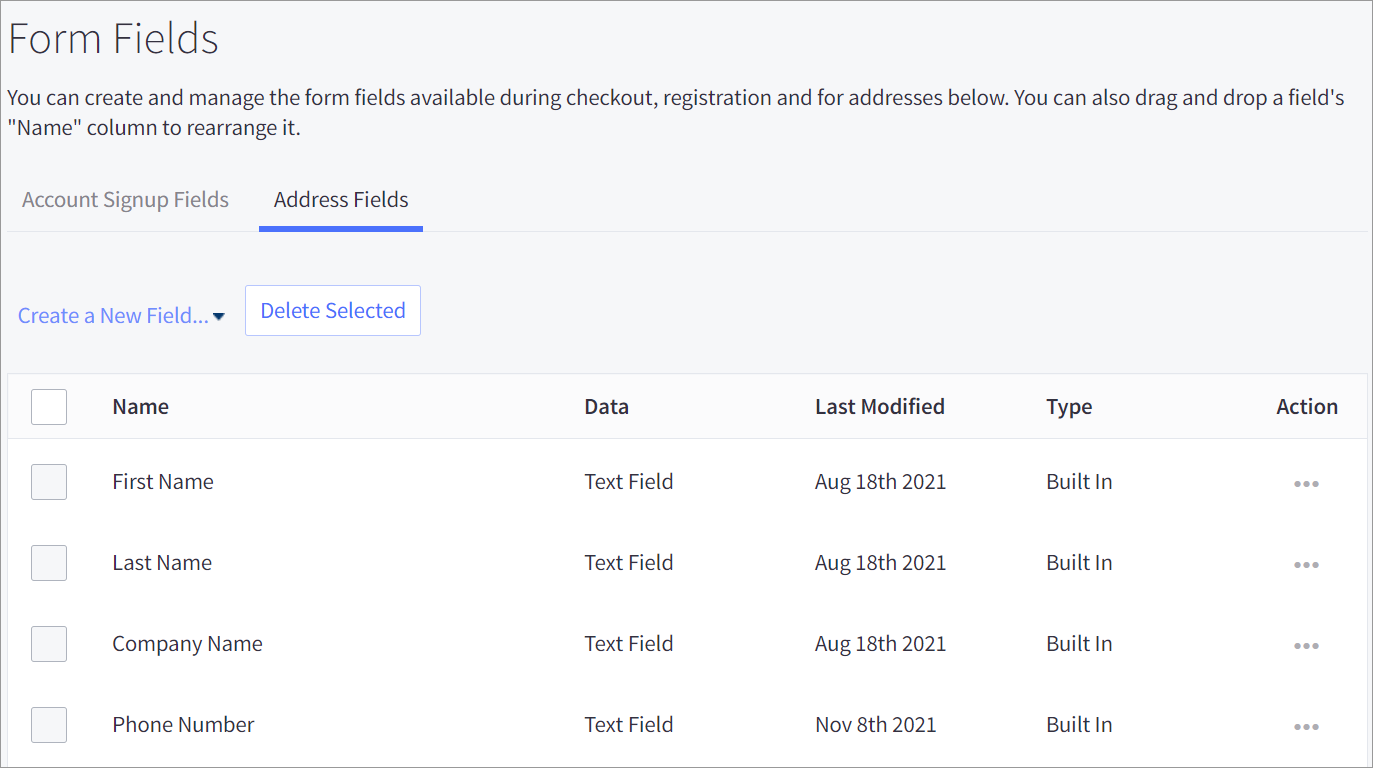 Form Fields
You can create and manage the form fields available during checkout, registration and for addresses below. You can also drag and drop a field's
"Name" column to rearrange it.
Account Signup Fields Address Fields
Create a New Field... Delete Selected
Name Data Last Modified Type Action
First Name Text Field Aug 18th 2021 Built In
Last Name Text Field Aug 18th 2021 Built In
Company Name Text Field Aug 18th 2021 Built In
Phone Number Text Field Nov 8th 2021 Built In